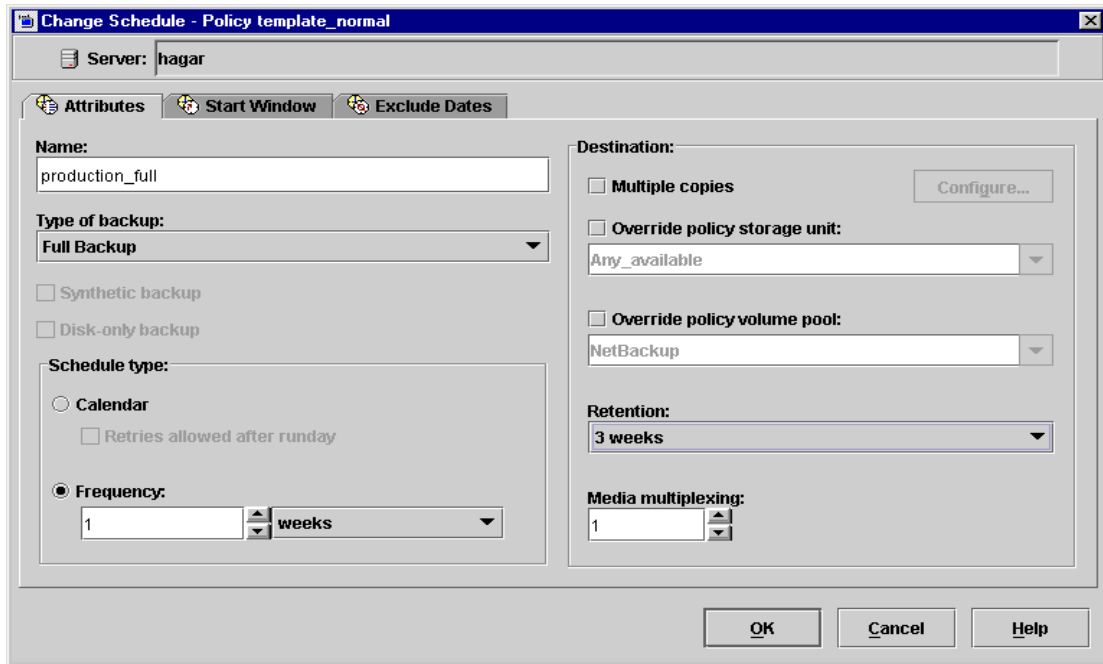 Change Schedule - Policy template_normal
Server: hagar
Attributes
Start Window
Exclude Dates
Name:
production_full
Type of backup:
Full Backup
Synthetic backup
Disk-only backup
Schedule type:
Calendar
Retries allowed after runday
Frequency:
1
weeks
Destination:
Multiple copies
Configure...
Override policy storage unit:
Any_available
Override policy volume pool:
NetBackup
Retention:
3 weeks
Media multiplexing:
1
OK
Cancel
Help